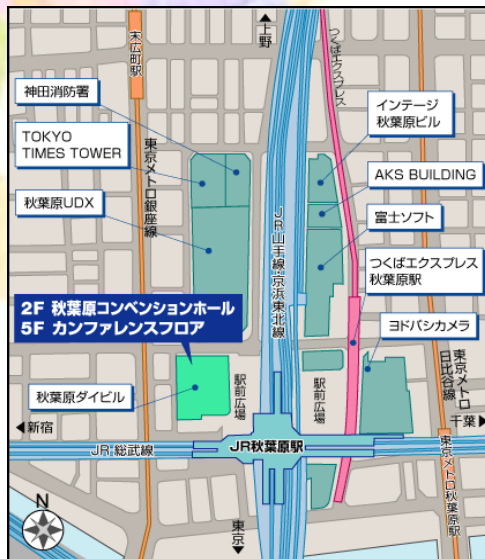 末広町駅
▲上野
つくばエクスプレス
神田消防署
TOKYO
TIMES TOWER
秋葉原UDX
東京メトロ銀座線
インテージ
秋葉原ビル
AKS BUILDING
富士ソフト
つくばエクスプレス
秋葉原駅
ヨドバシカメラ
JR山手線・京浜東北線
2F 秋葉原コンベンションホール
5F カンファレンスフロア
秋葉原ダイビル
駅前広場
駅前広場
東京メトロ
日比谷線
◀新宿
千葉▶
JR 総武線
JR秋葉原駅
東京メトロ秋葉原駅
N
東京▼